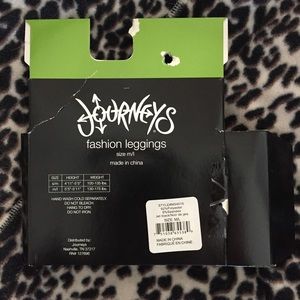 JOURNEYS
fashion leggings
size m/l
made in china
SIZE HEIGHT WEIGHT
s/m 4'11"-5'5" 100-135 lbs
m/l 5'5"-5'11" 130-175 lbs
HAND WASH COLD SEPARATELY
DO NOT BLEACH
HANG TO DRY
DO NOT IRON
Distributed by:
Journeys
Nashville, TN 37217
SIZE: M/L
MADE IN CHINA
FABRIQUE EN CHINE